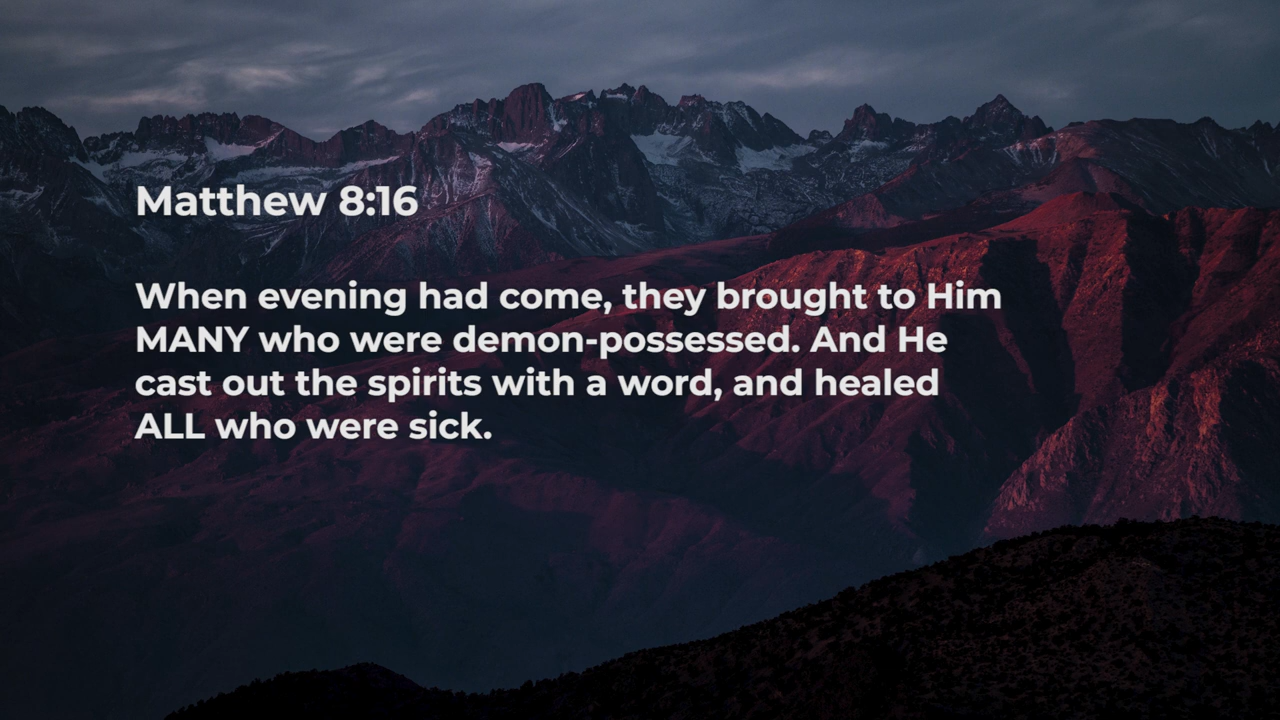 Matthew 8:16
When evening had come, they brought to Him
MANY who were demon-possessed. And He
cast out the spirits with a word, and healed
ALL who were sick.